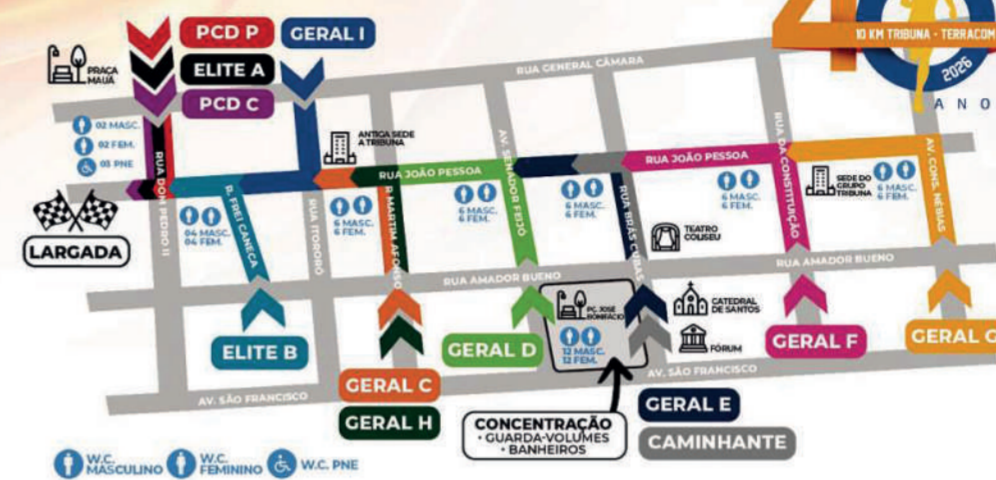 PCD P
ELITE A
PCD C
GERAL I
PRAÇA
MAUÁ
02 MASC.
02 FEM.
03 PNE
LARGADA
RUA DOM PEDRO II
04 MASC.
04 FEM.
R. FREI CANECA
ELITE B
ANTIGA SEDE
A TRIBUNA
RUA ITORORÓ
6 MASC.
6 FEM.
R MARTIM AFONSO
GERAL C
GERAL H
RUA GENERAL CÂMARA
RUA JOÃO PESSOA
AV. SENADOR FEIJÓ
6 MASC.
6 FEM.
RUA AMADOR BUENO
GERAL D
AV. SÃO FRANCISCO
6 MASC.
6 FEM.
RUA BRÁS CUBAS
PÇ. JOSÉ
BONIFÁCIO
12 MASC.
12 FEM.
CONCENTRAÇÃO
• GUARDA-VOLUMES
• BANHEIROS
TEATRO
COLISEU
CATEDRAL
DE SANTOS
FÓRUM
GERAL E
CAMINHANTE
AV. SÃO FRANCISCO
RUA JOÃO PESSOA
6 MASC.
6 FEM.
RUA DA CONSTITUIÇÃO
RUA AMADOR BUENO
GERAL F
SEDE DO
GRUPO
TRIBUNA
6 MASC.
6 FEM.
AV. CONS. NÉBIAS
GERAL G
40
10 KM TRIBUNA - TERRACOM
2026
ANO
W.C.
MASCULINO
W.C.
FEMININO
W.C. PNE